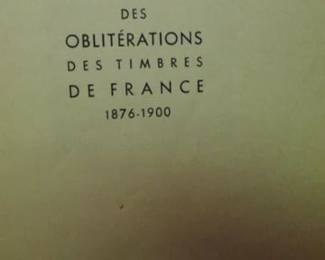 DES
OBLITÉRATIONS
DES TIMBRES
DE FRANCE
1876-1900